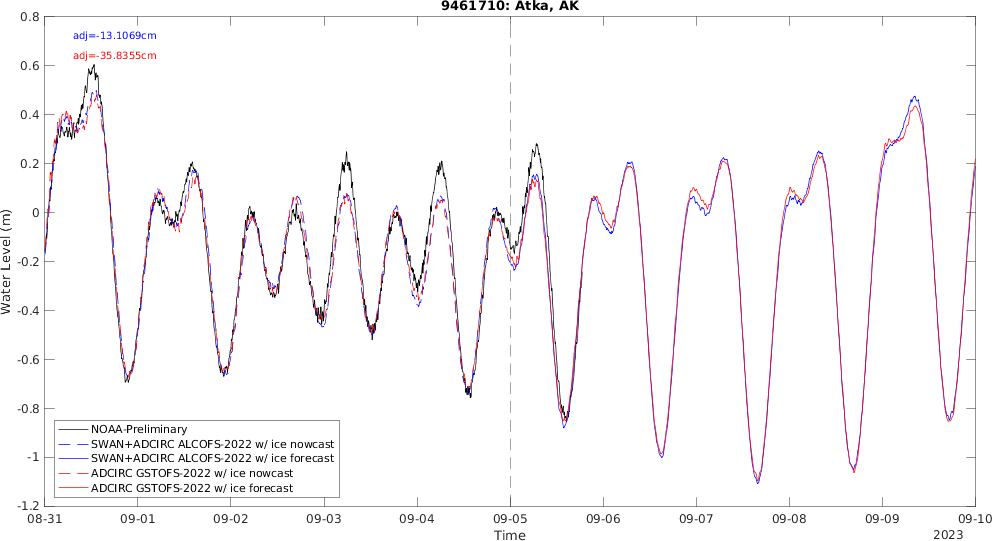 9461710: Atka, AK
adj=-13.1069cm
adj=-35.8355cm
0.8
0.6
0.4
0.2
0
-0.2
-0.4
-0.6
-0.8
-1
-1.2
Water Level (m)
NOAA-Preliminary
SWAN+ADCIRC ALCOFS-2022 w/ ice nowcast
SWAN+ADCIRC ALCOFS-2022 w/ ice forecast
ADCIRC GSTOFS-2022 w/ ice nowcast
ADCIRC GSTOFS-2022 w/ ice forecast
08-31 09-01 09-02 09-03 09-04 09-05 09-06 09-07 09-08 09-09 09-10
Time
2023